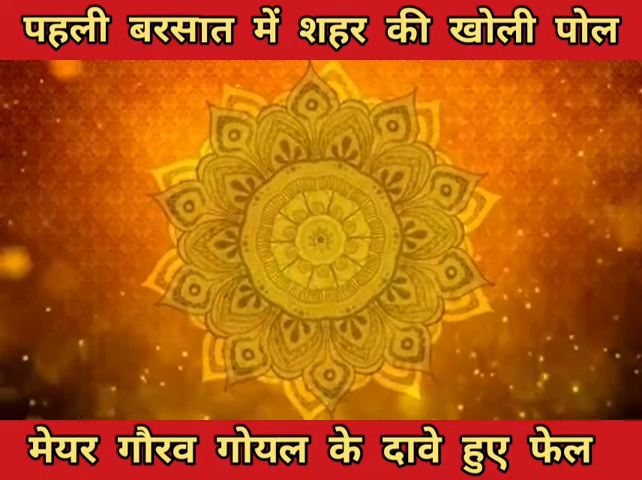 पहली बरसात में शहर की खोली पोल
मेयर गौरव गोयल के दावे हुए फेल